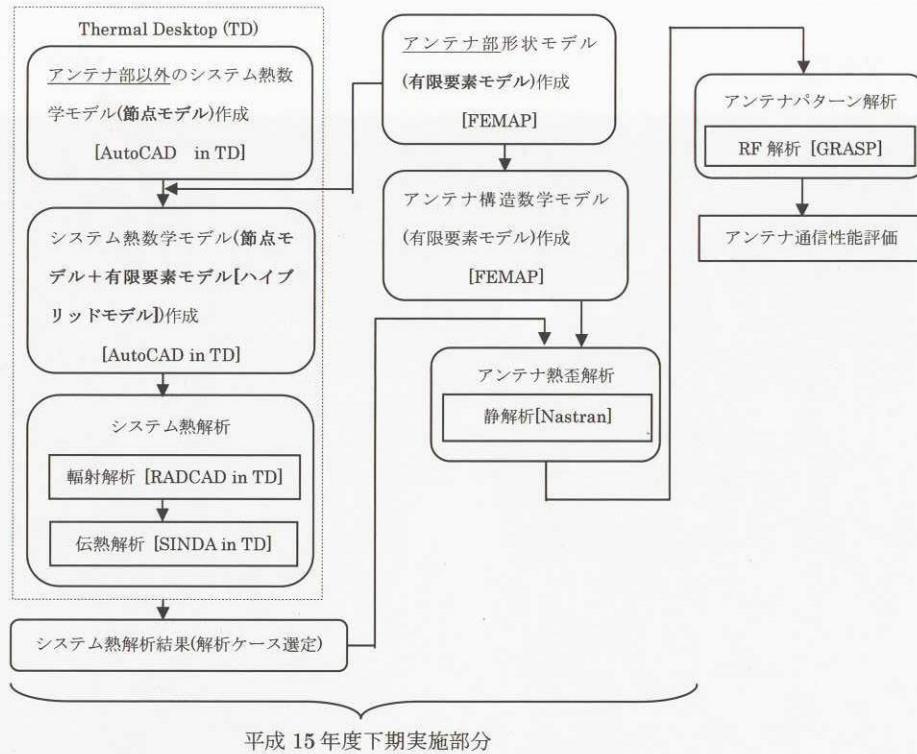 Thermal Desktop (TD)
アンテナ部以外のシステム熱数
学モデル(節点モデル)作成
[AutoCAD in TD]
システム熱数学モデル(節点モ
デル＋有限要素モデル[ハイブ
リッドモデル])作成
[AutoCAD in TD]
システム熱解析
輻射解析 [RADCAD in TD]
伝熱解析 [SINDA in TD]
システム熱解析結果(解析ケース選定)
アンテナ部形状モデル
(有限要素モデル)作成
[FEMAP]
アンテナ構造数学モデル
(有限要素モデル)作成
[FEMAP]
アンテナ熱歪解析
静解析[Nastran]
アンテナパターン解析
RF 解析 [GRASP]
アンテナ通信性能評価
平成 15 年度下期実施部分